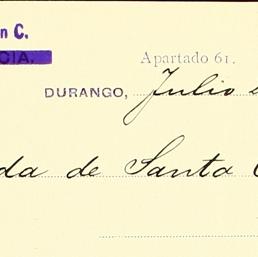 n C.
CIA. Apartado 61.
DURANGO, Julio
da de Santa